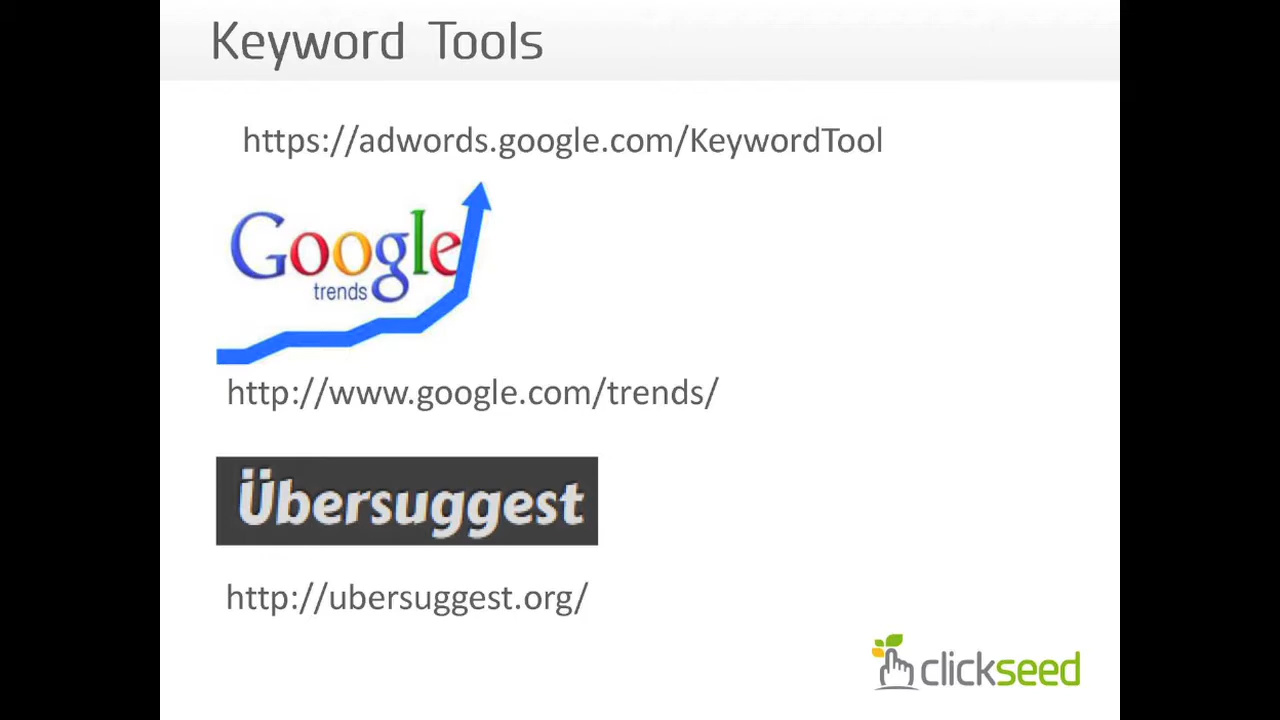 Keyword Tools
https://adwords.google.com/KeywordTool
Google
trends
http://www.google.com/trends/
Übersuggest
http://ubersuggest.org/
clickseed